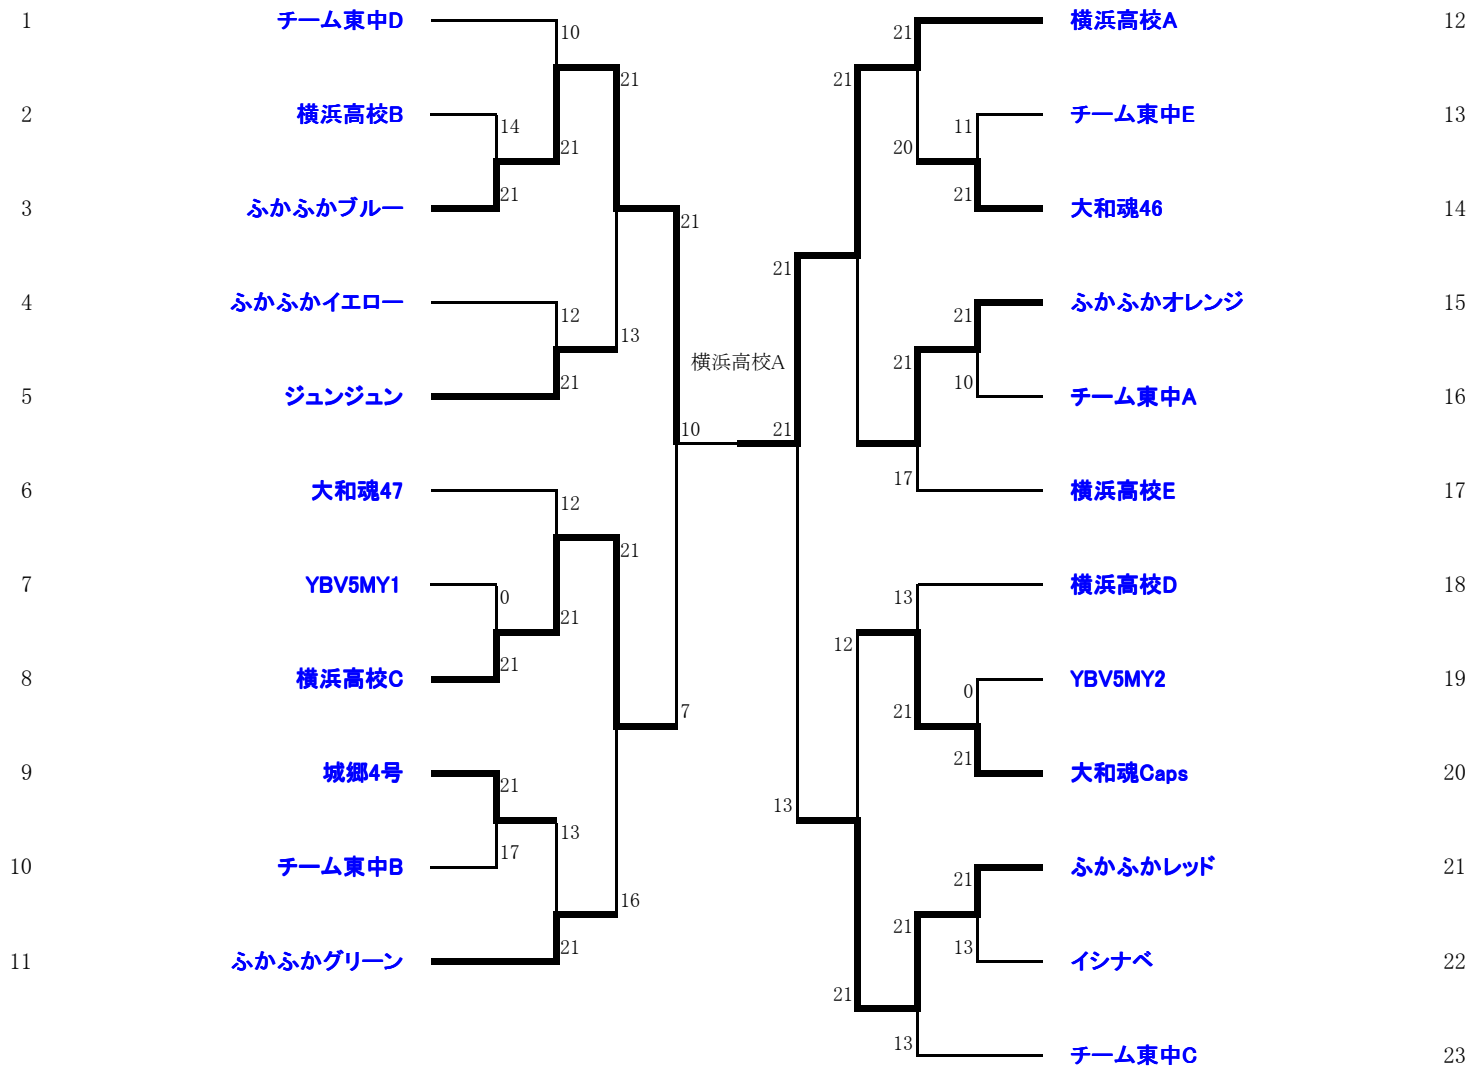 1 チーム東中D 10 21 横浜高校A 12
21 21
2 横浜高校B 14 11 チーム東中E 13
21 20
3 ふかふかブルー 21 21 大和魂46 14
21
21
4 ふかふかイエロー 12 21 ふかふかオレンジ 15
13
横浜高校A 21
5 ジュンジュン 21 10 チーム東中A 16
10 21
6 大和魂47 12 17 横浜高校E 17
21
7 YBV5MY1 0 13 横浜高校D 18
21
12
8 横浜高校C 21 0 YBV5MY2 19
7 21
9 城郷4号 21 21 大和魂Caps 20
13
13
10 チーム東中B 17 21 ふかふかレッド 21
16
21
11 ふかふかグリーン 21 13 イシナベ 22
21
13 チーム東中C 23